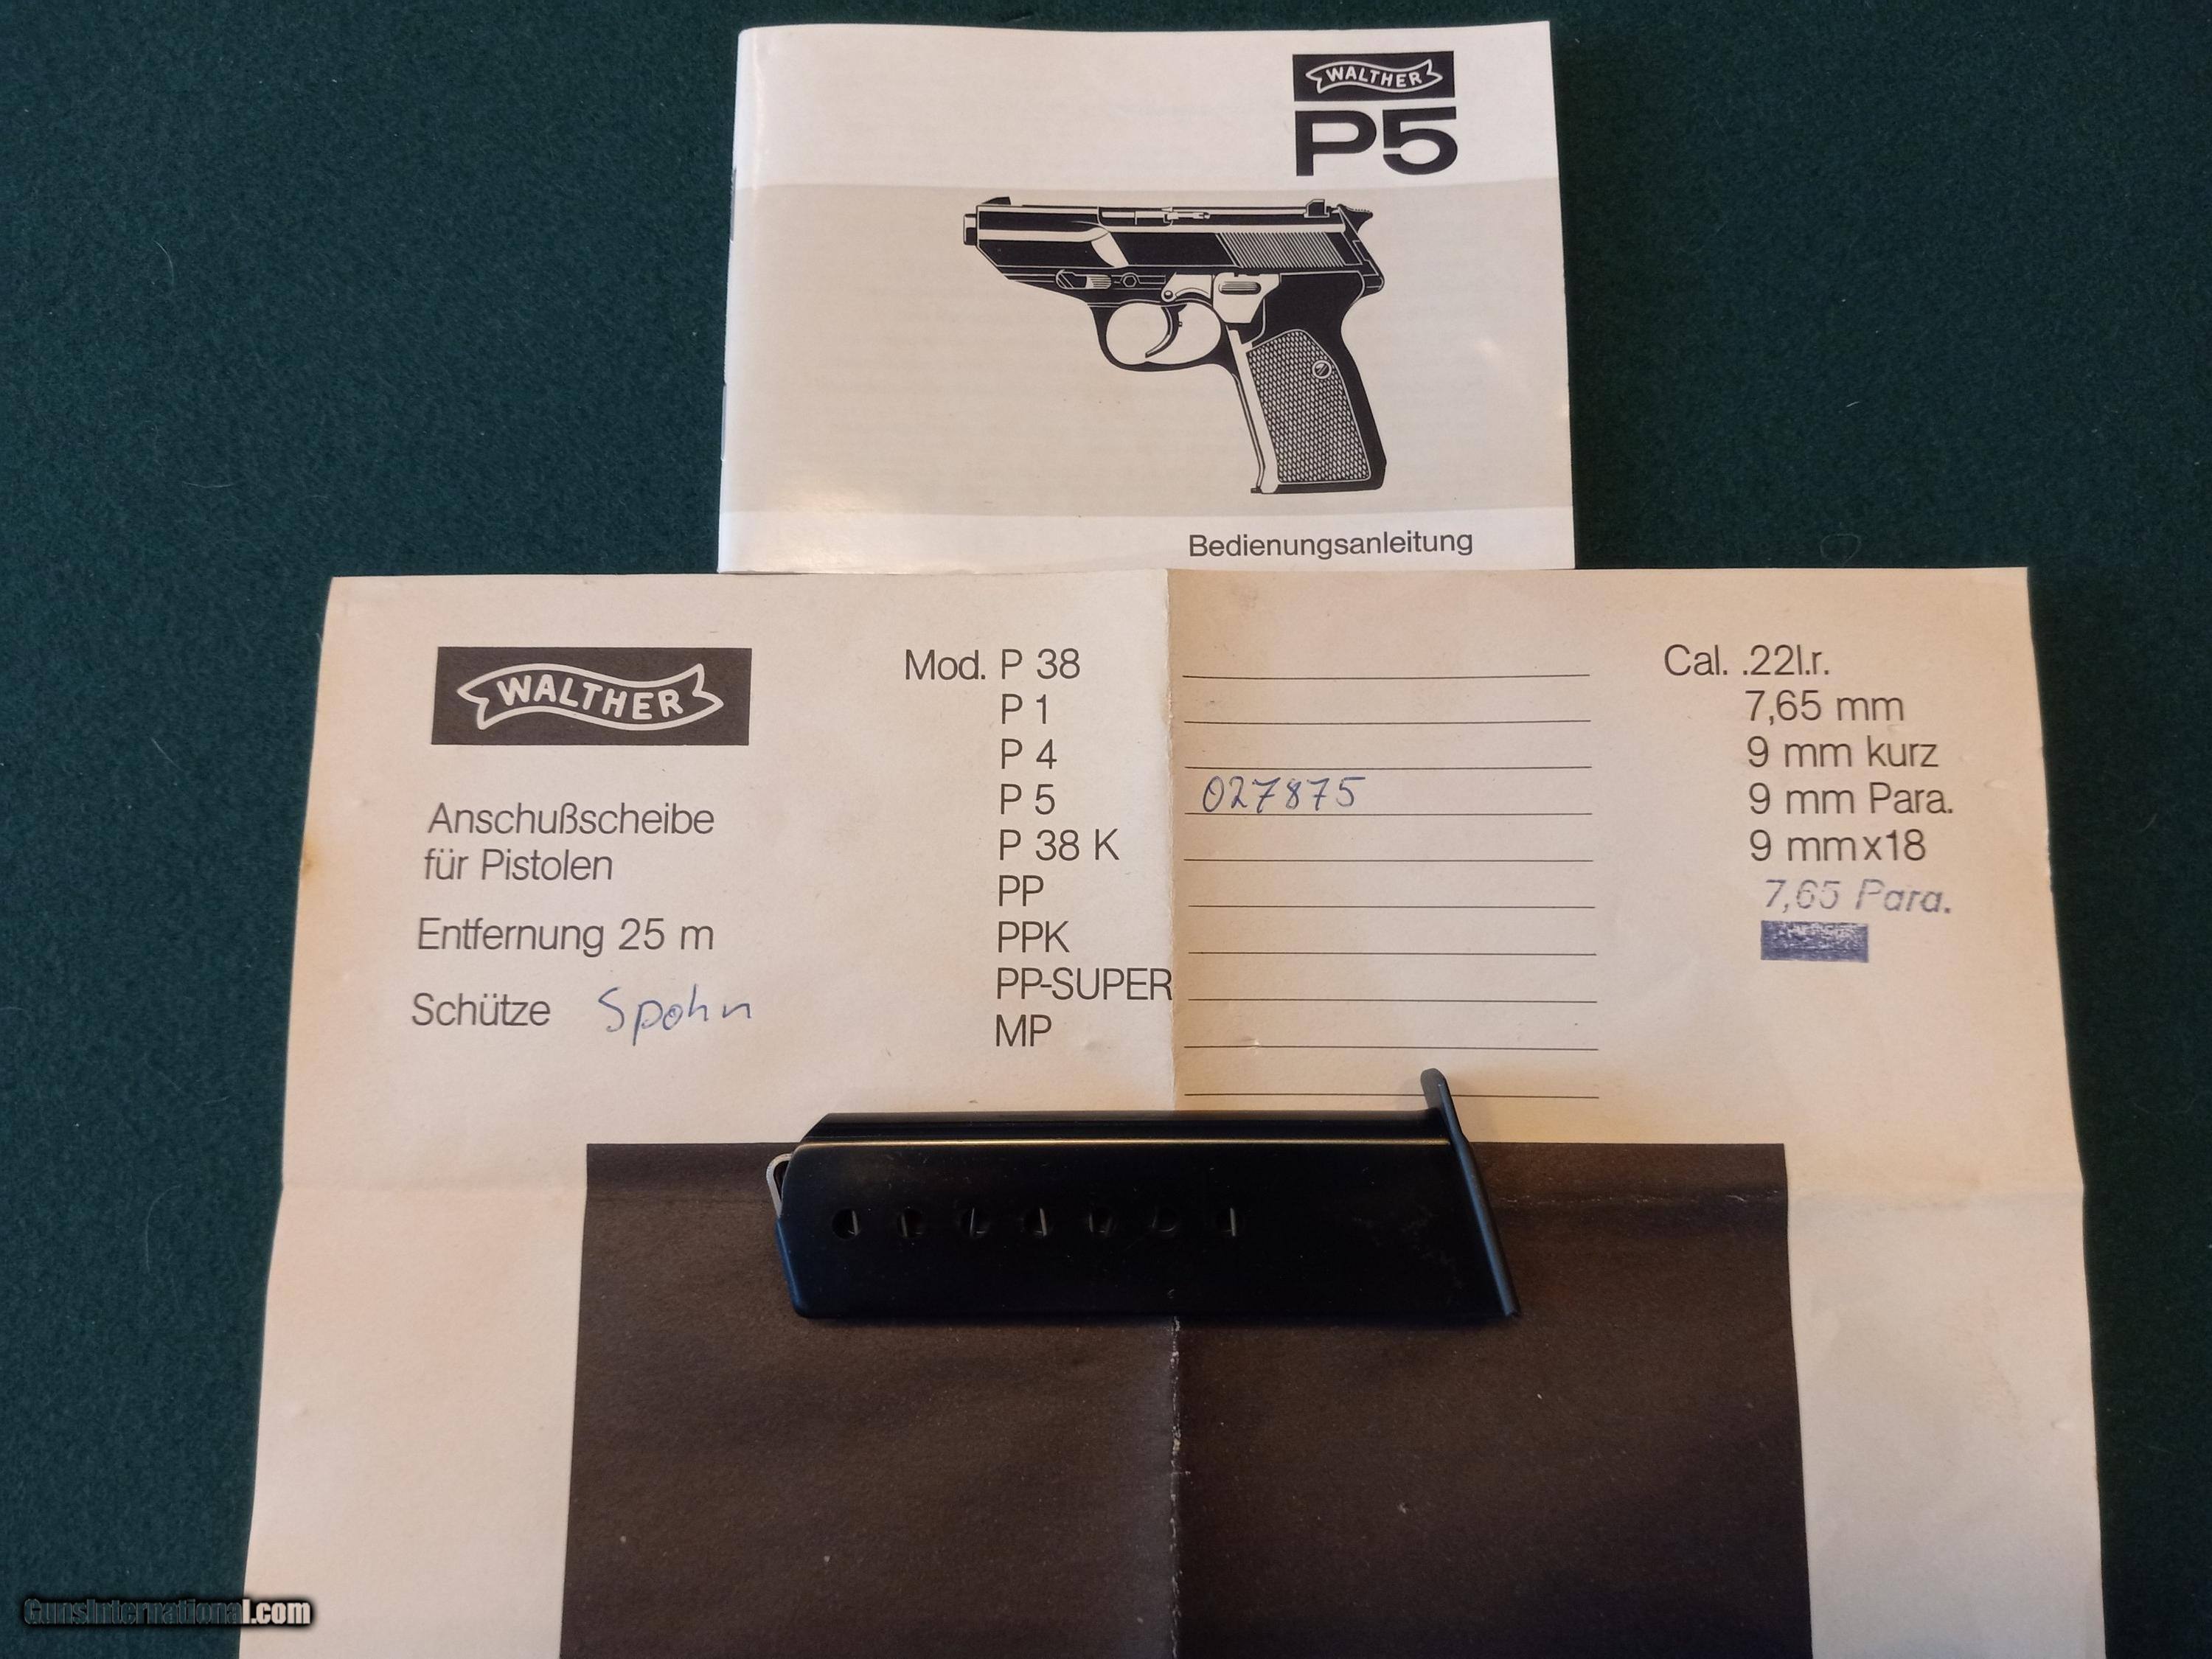 WALTHER
P5
Bedienungsanleitung
WALTHER
Anschußscheibe
für Pistolen
Entfernung 25 m
Schütze Spohn
Mod. P 38
P 1
P 4
P 5 027875
P 38 K
PP
PPK
PP-SUPER
MP
Cal. .22l.r.
7,65 mm
9 mm kurz
9 mm Para.
9 mmx18
7,65 Para.
GunsInternational.com